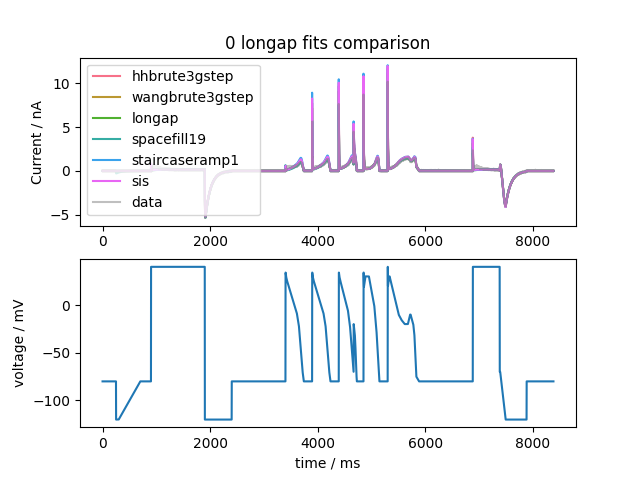 0 longap fits comparison
Current / nA
10
5
0
−5
hhbrute3gstep
wangbrute3gstep
longap
spacefill19
staircaseramp1
sis
data
0 2000 4000 6000 8000
voltage / mV
0
−50
−100
0 2000 4000 6000 8000
time / ms